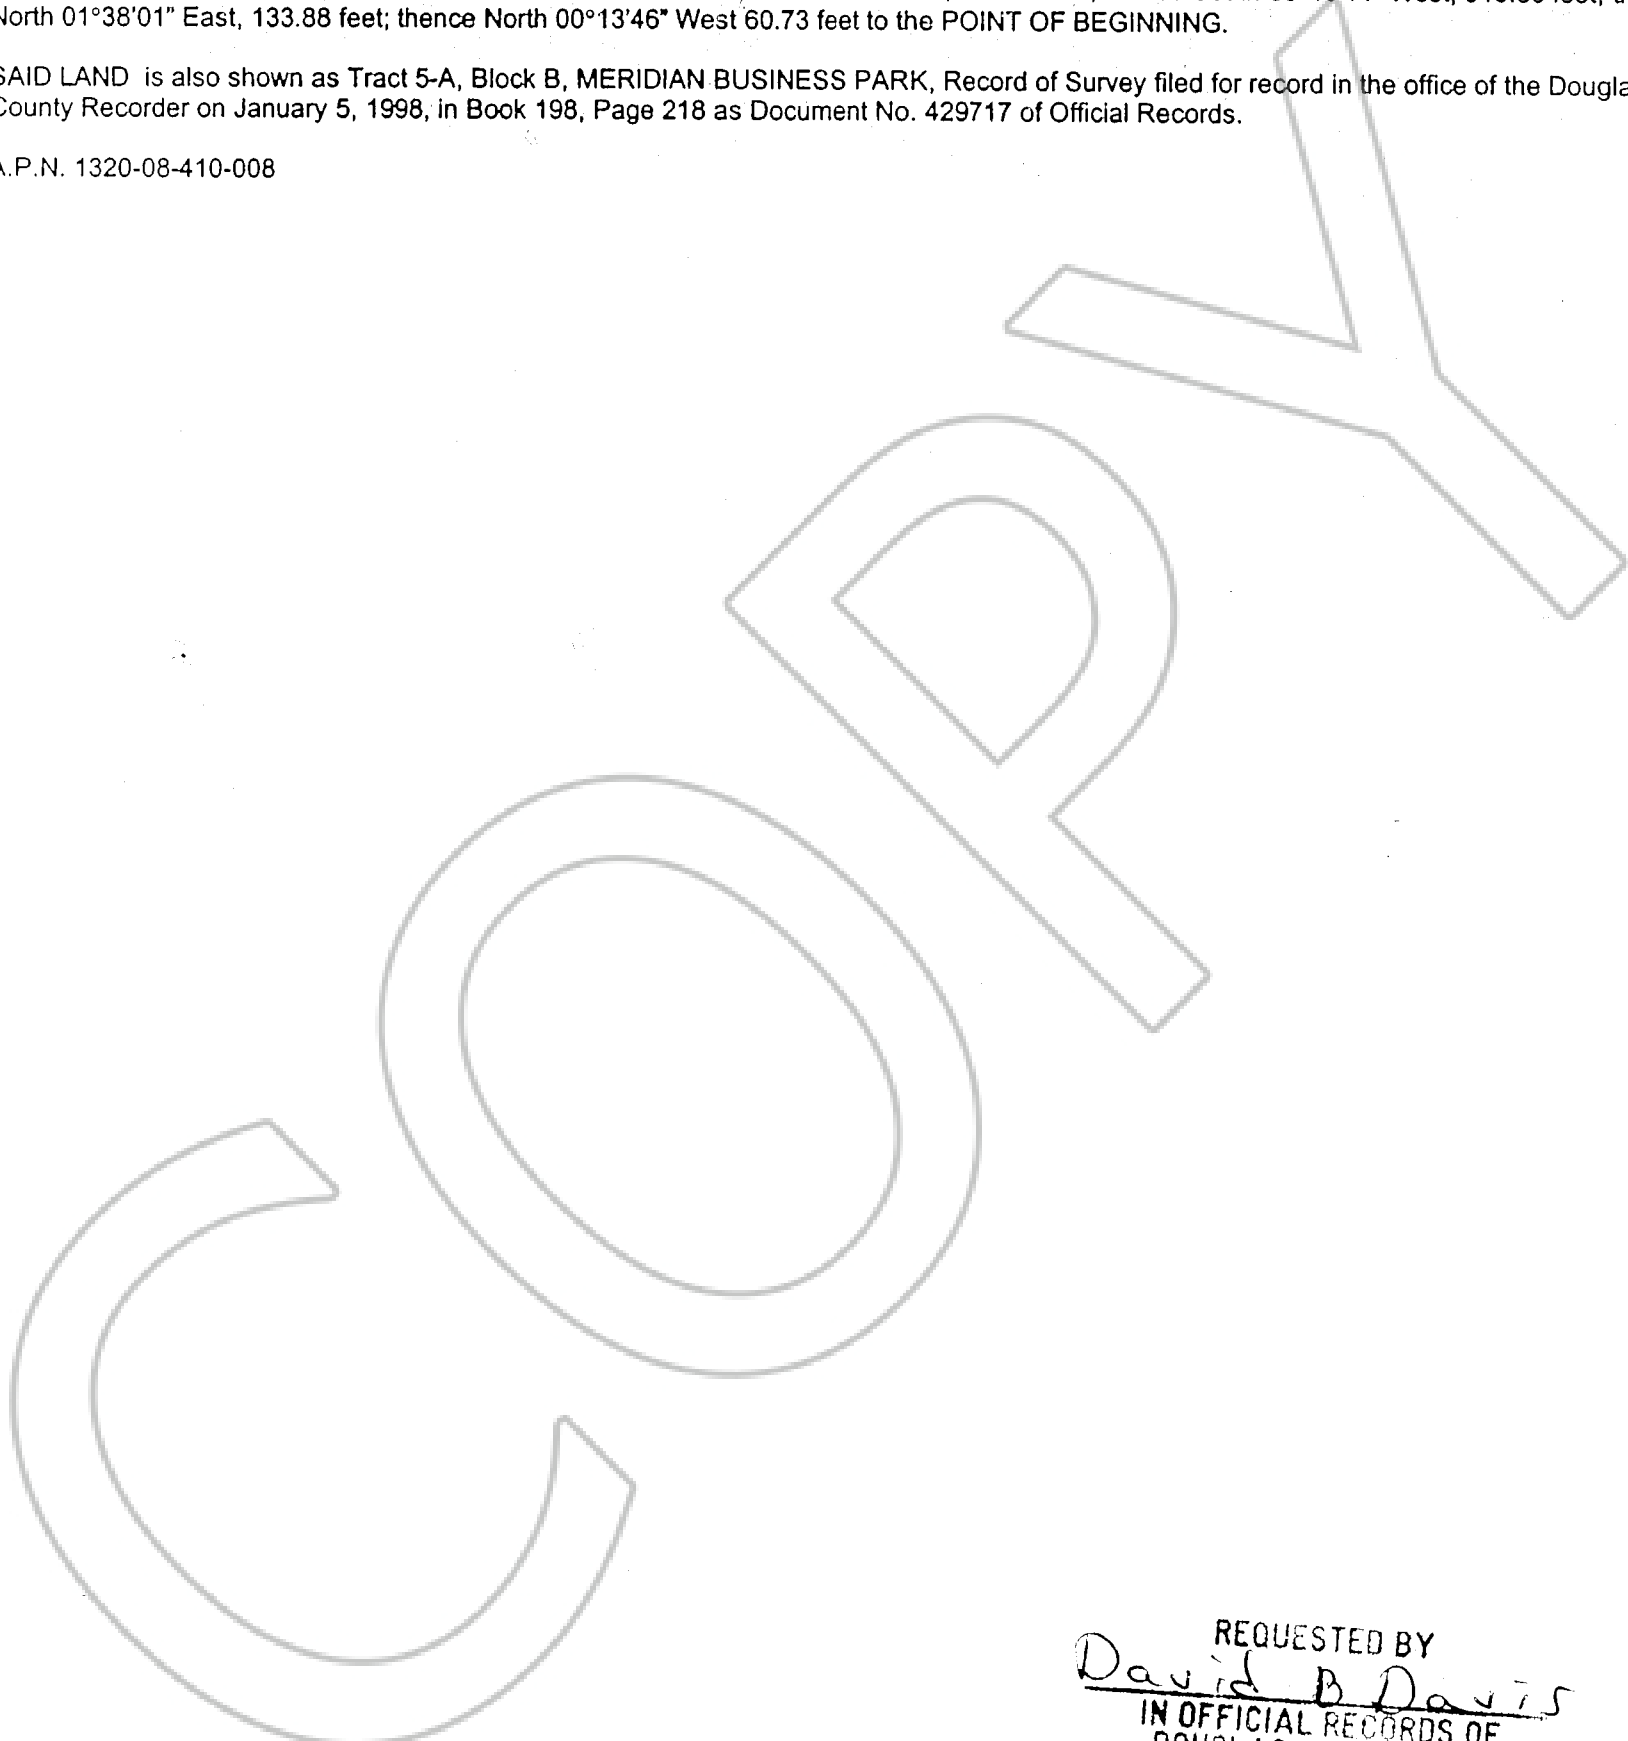 North 01°38'01" East, 133.88 feet; thence North 00°13'46" West 60.73 feet to the POINT OF BEGINNING.
SAID LAND is also shown as Tract 5-A, Block B, MERIDIAN BUSINESS PARK, Record of Survey filed for record in the office of the Dougla
County Recorder on January 5, 1998, in Book 198, Page 218 as Document No. 429717 of Official Records.
A.P.N. 1320-08-410-008
COPY
REQUESTED BY
David B Davis
IN OFFICIAL RECORDS OF